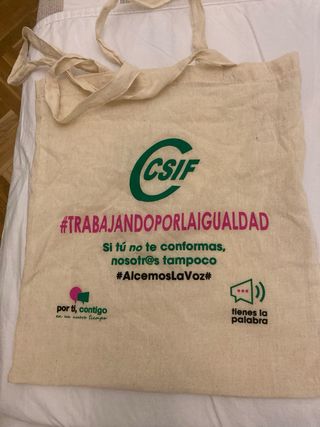 CSIF
#TRABAJANDOPORLAIGUALDAD
Si tú no te conformas,
nosotr@s tampoco
#AlcemosLaVoz#
por ti, contigo
en un nuevo tiempo
tienes la
palabra